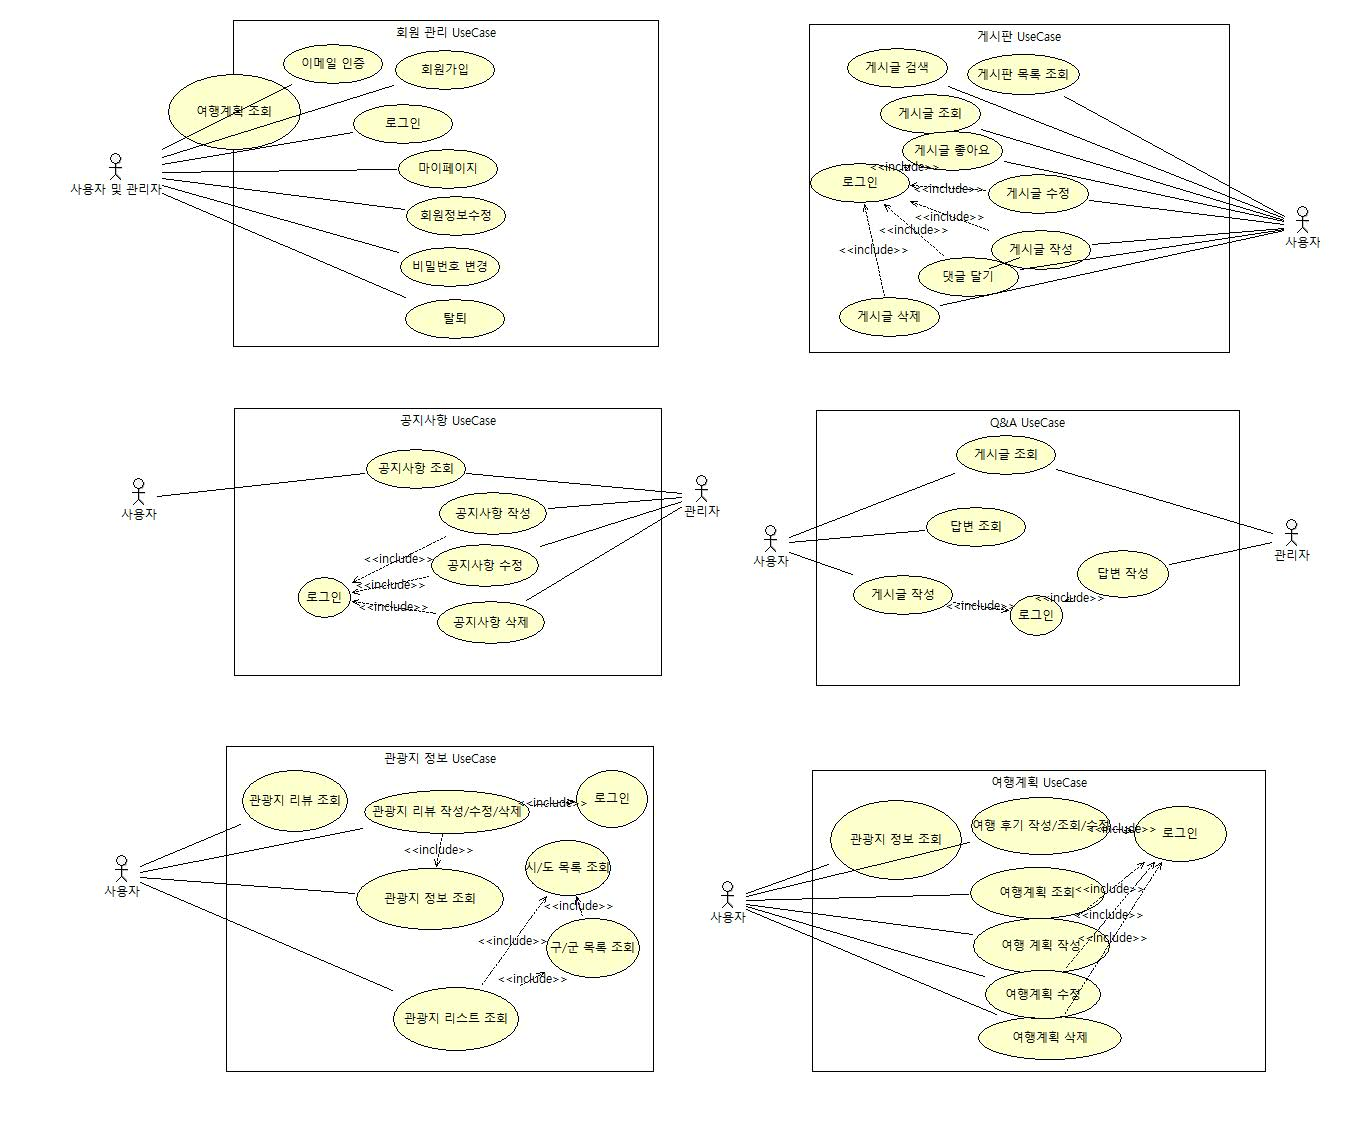 회원 관리 UseCase
이메일 인증
회원가입
여행계획 조회
로그인
마이페이지
사용자 및 관리자
회원정보수정
비밀번호 변경
탈퇴
게시판 UseCase
게시글 검색
게시판 목록 조회
게시글 조회
게시글 좋아요
<<include>>
로그인
<<include>>
게시글 수정
<<include>>
<<include>>
사용자
<<include>>
게시글 작성
댓글 달기
게시글 삭제
공지사항 UseCase
공지사항 조회
사용자
관리자
공지사항 작성
<<include>>
공지사항 수정
<<include>>
로그인
<<include>>
공지사항 삭제
Q&A UseCase
게시글 조회
답변 조회
사용자
관리자
답변 작성
게시글 작성
<<include>>
<<include>>
로그인
관광지 정보 UseCase
관광지 리뷰 조회
관광지 리뷰 작성/수정/삭제
<<include>>
로그인
<<include>>
시/도 목록 조회
사용자
관광지 정보 조회
<<include>>
<<include>>
구/군 목록 조회
<<include>>
관광지 리스트 조회
여행계획 UseCase
관광지 정보 조회
여행 후기 작성/조회/수정
<<include>>
로그인
여행계획 조회
<<include>>
사용자
<<include>>
여행 계획 작성
<<include>>
여행계획 수정
여행계획 삭제